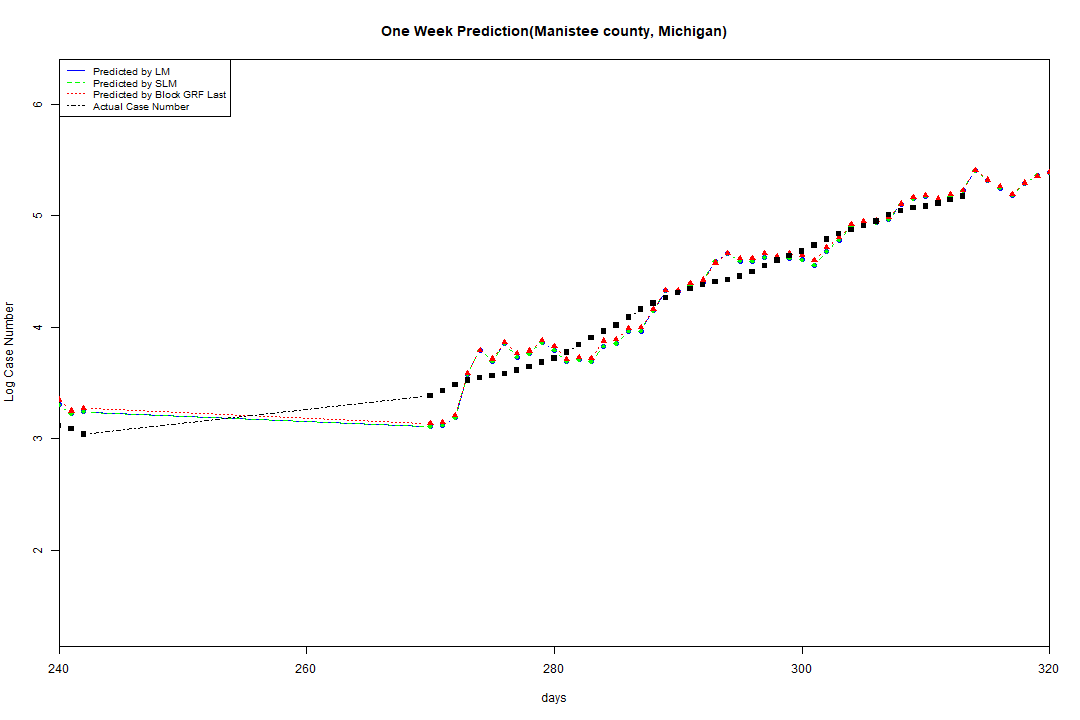 One Week Prediction(Manistee county, Michigan)
Predicted by LM
Predicted by SLM
Predicted by Block GRF Last
Actual Case Number
Log Case Number
6
5
4
3
2
240 260 280 300 320
days